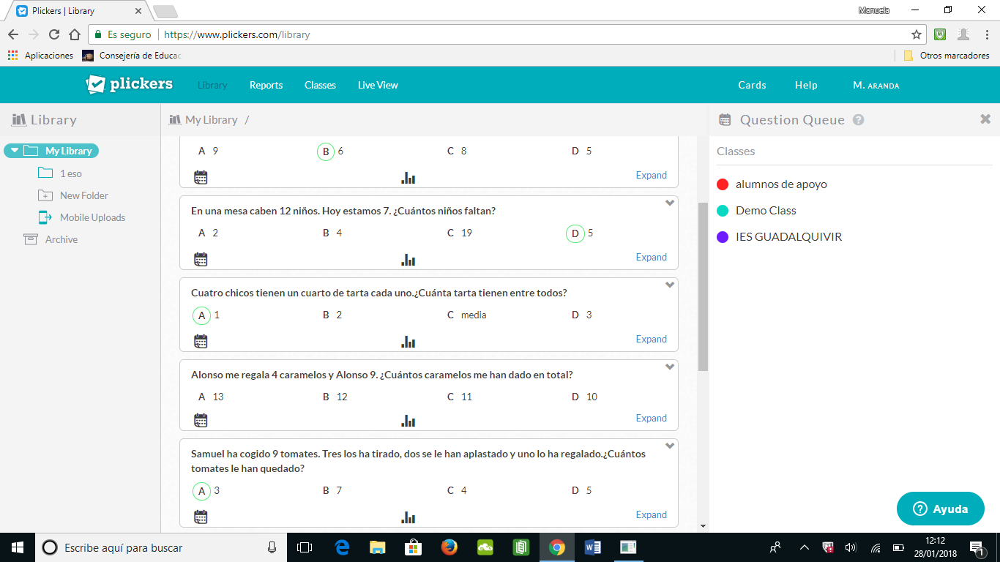 Plickers | Library
Manuela
Es seguro | https://www.plickers.com/library
Aplicaciones
Consejería de Educac
Otros marcadores
plickers
Library
Reports
Classes
Live View
Cards
Help
M. ARANDA
Library
My Library
1 eso
New Folder
Mobile Uploads
Archive
My Library /
A 9
B 6
C 8
D 5
Expand
En una mesa caben 12 niños. Hoy estamos 7. ¿Cuántos niños faltan?
A 2
B 4
C 19
D 5
Expand
Cuatro chicos tienen un cuarto de tarta cada uno.¿Cuánta tarta tienen entre todos?
A 1
B 2
C media
D 3
Expand
Alonso me regala 4 caramelos y Alonso 9. ¿Cuántos caramelos me han dado en total?
A 13
B 12
C 11
D 10
Expand
Samuel ha cogido 9 tomates. Tres los ha tirado, dos se le han aplastado y uno lo ha regalado.¿Cuántos
tomates le han quedado?
A 3
B 7
C 4
D 5
Expand
Question Queue ?
Classes
alumnos de apoyo
Demo Class
IES GUADALQUIVIR
? Ayuda
Escribe aquí para buscar
12:12
28/01/2018
1